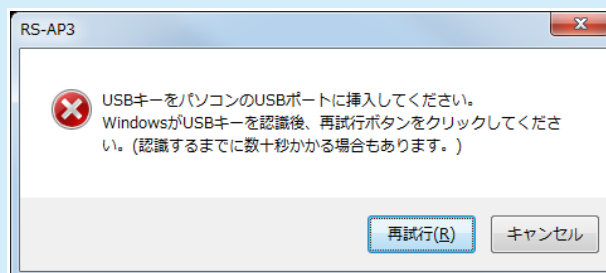 RS-AP3
USBキーをパソコンのUSBポートに挿入してください。
WindowsがUSBキーを認識後、再試行ボタンをクリックしてくださ
い。(認識するまでに数十秒かかる場合もあります。)
再試行(R)
キャンセル